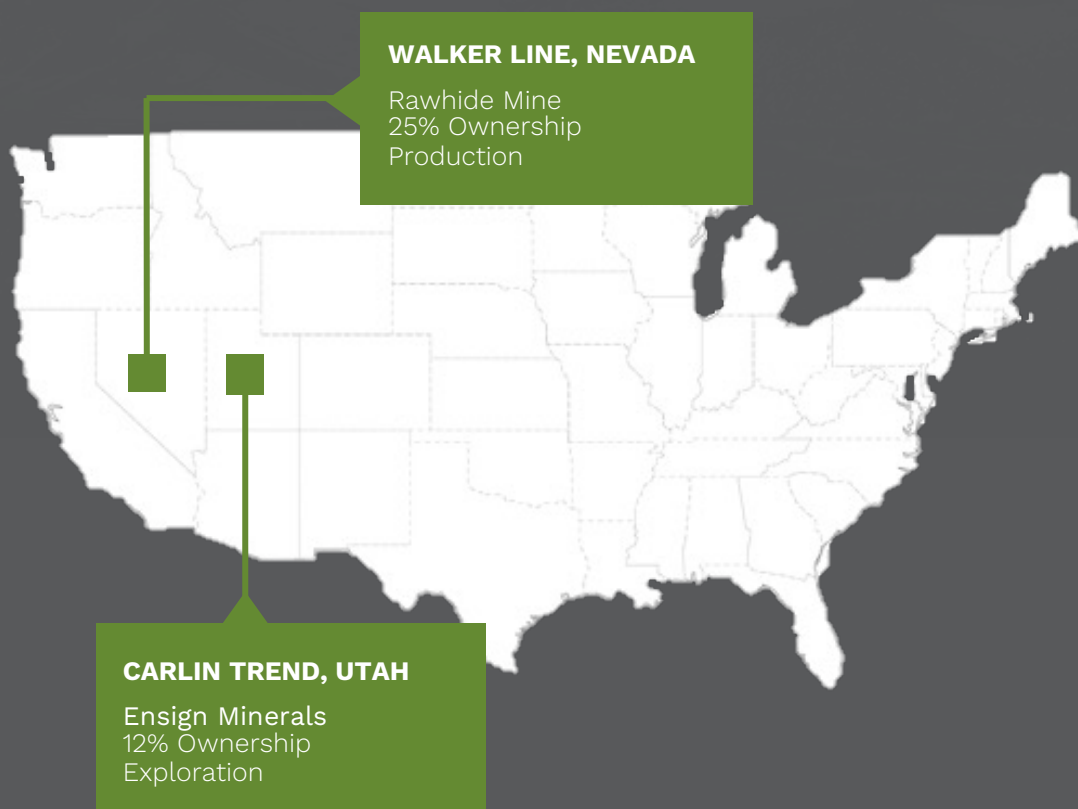 WALKER LINE, NEVADA
Rawhide Mine
25% Ownership
Production
CARLIN TREND, UTAH
Ensign Minerals
12% Ownership
Exploration